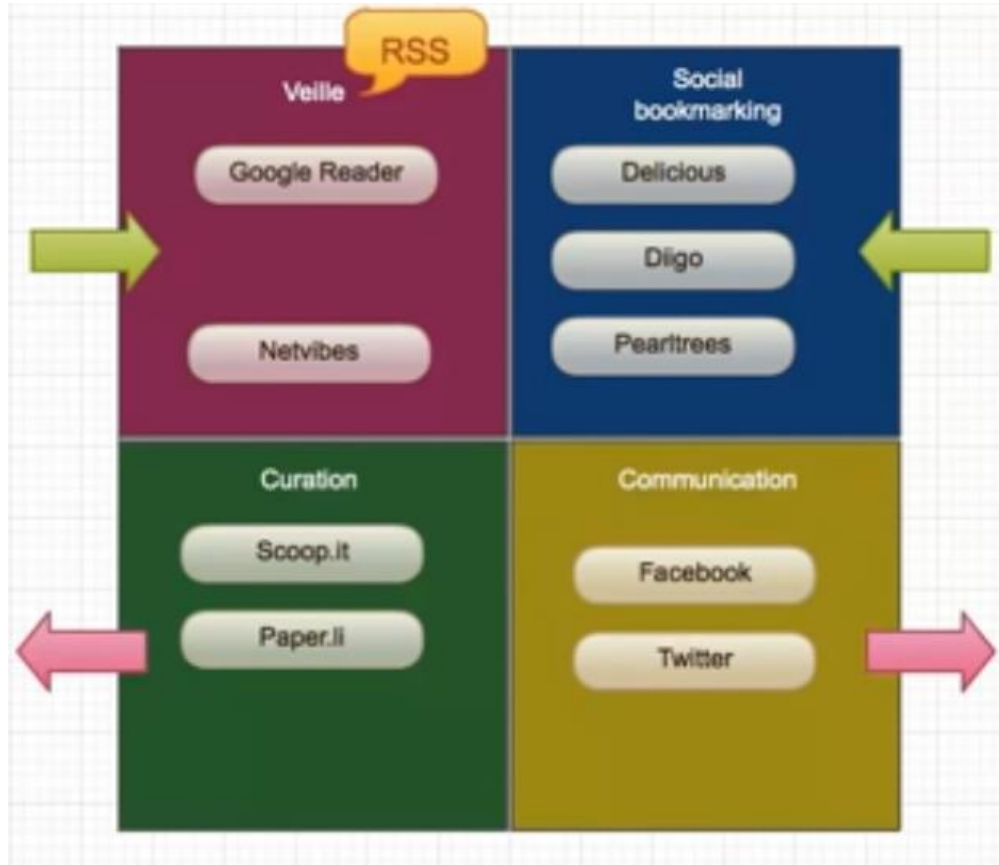 RSS
Veille
Google Reader
Netvibes
Social
bookmarking
Delicious
Diigo
Pearltrees
Curation
Scoop.it
Paper.li
Communication
Facebook
Twitter